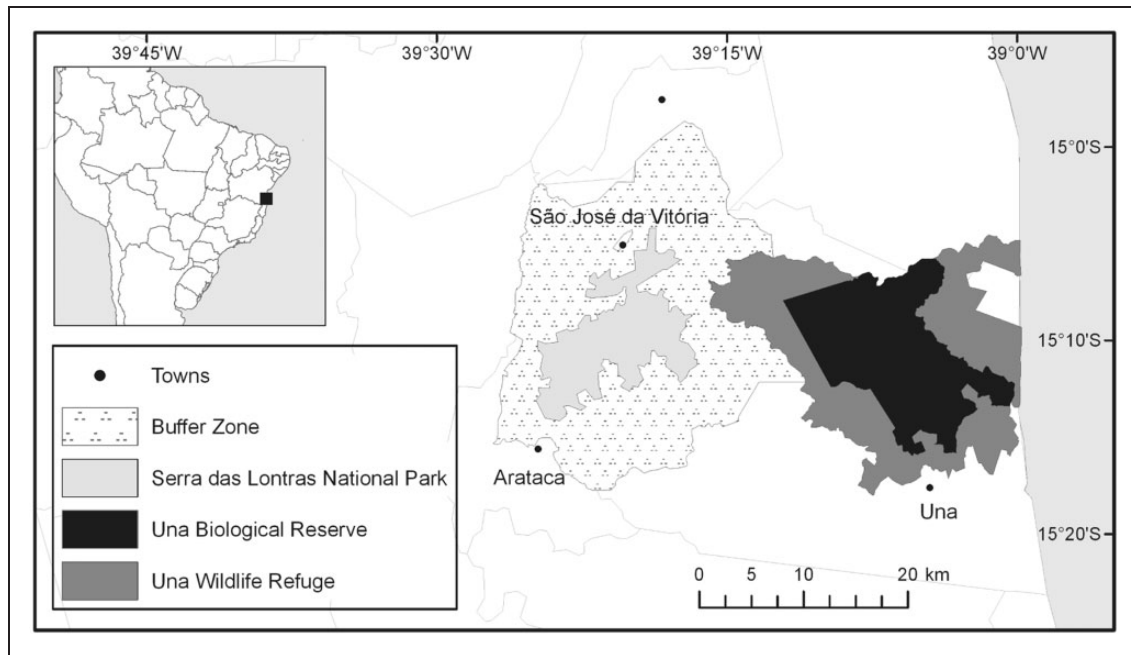 39°45'W
39°30'W
39°15'W
39°0'W
15°0'S
São José da Vitória
15°10'S
Towns
Buffer Zone
Serra das Lontras National Park
Arataca
Una Biological Reserve
Una
15°20'S
Una Wildlife Refuge
0 5 10 20 km